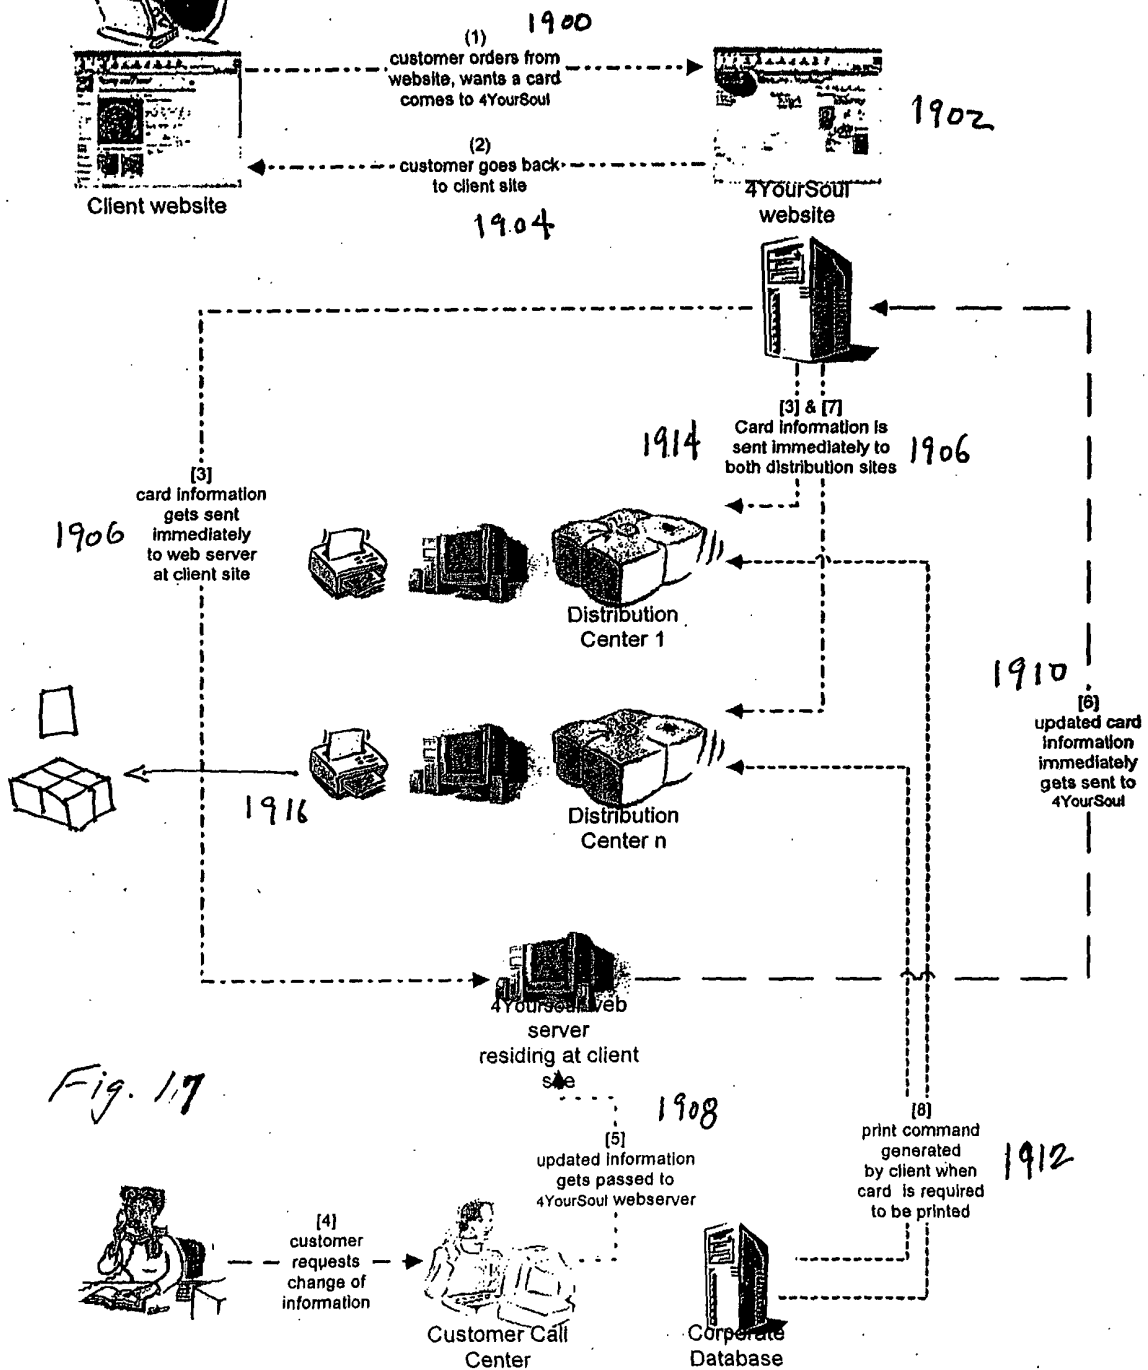 1900
(1)
customer orders from
website, wants a card
comes to 4YourSoul
1902
(2)
customer goes back
to client site
Client website
4YourSoul
website
1904
[3] & [7]
Card information is
sent immediately to
both distribution sites
1914
1906
[3]
card information
gets sent
immediately
to web server
at client site
1906
Distribution
Center 1
1910
[6]
updated card
information
immediately
gets sent to
4YourSoul
1916
Distribution
Center n
4YourSoul web
server
residing at client
site
Fig. 17
1908
[5]
updated information
gets passed to
4YourSoul webserver
[8]
print command
generated
by client when
card is required
to be printed
1912
[4]
customer
requests
change of
information
Customer Call
Center
Corporate
Database